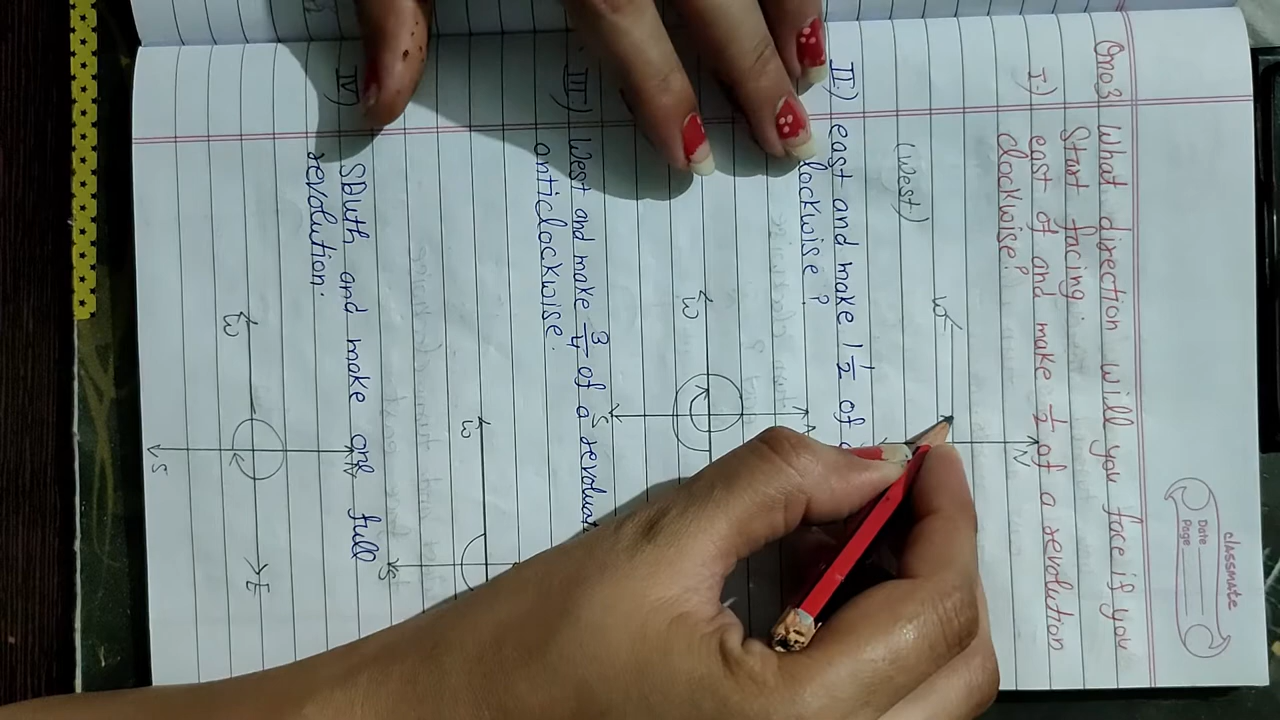 classmate
Date
Page
Qno3 What direction will you face if you
Start facing
I.) east of and make 1/2 of a revolution
clockwise?
N
W
(west)
II.) east and make 1 1/2 of
lockwise?
W
S
III) West and make 3/4 of a revolut
anticlockwise.
W
S
IV) South and make one full
revolution.
N
W
E
S